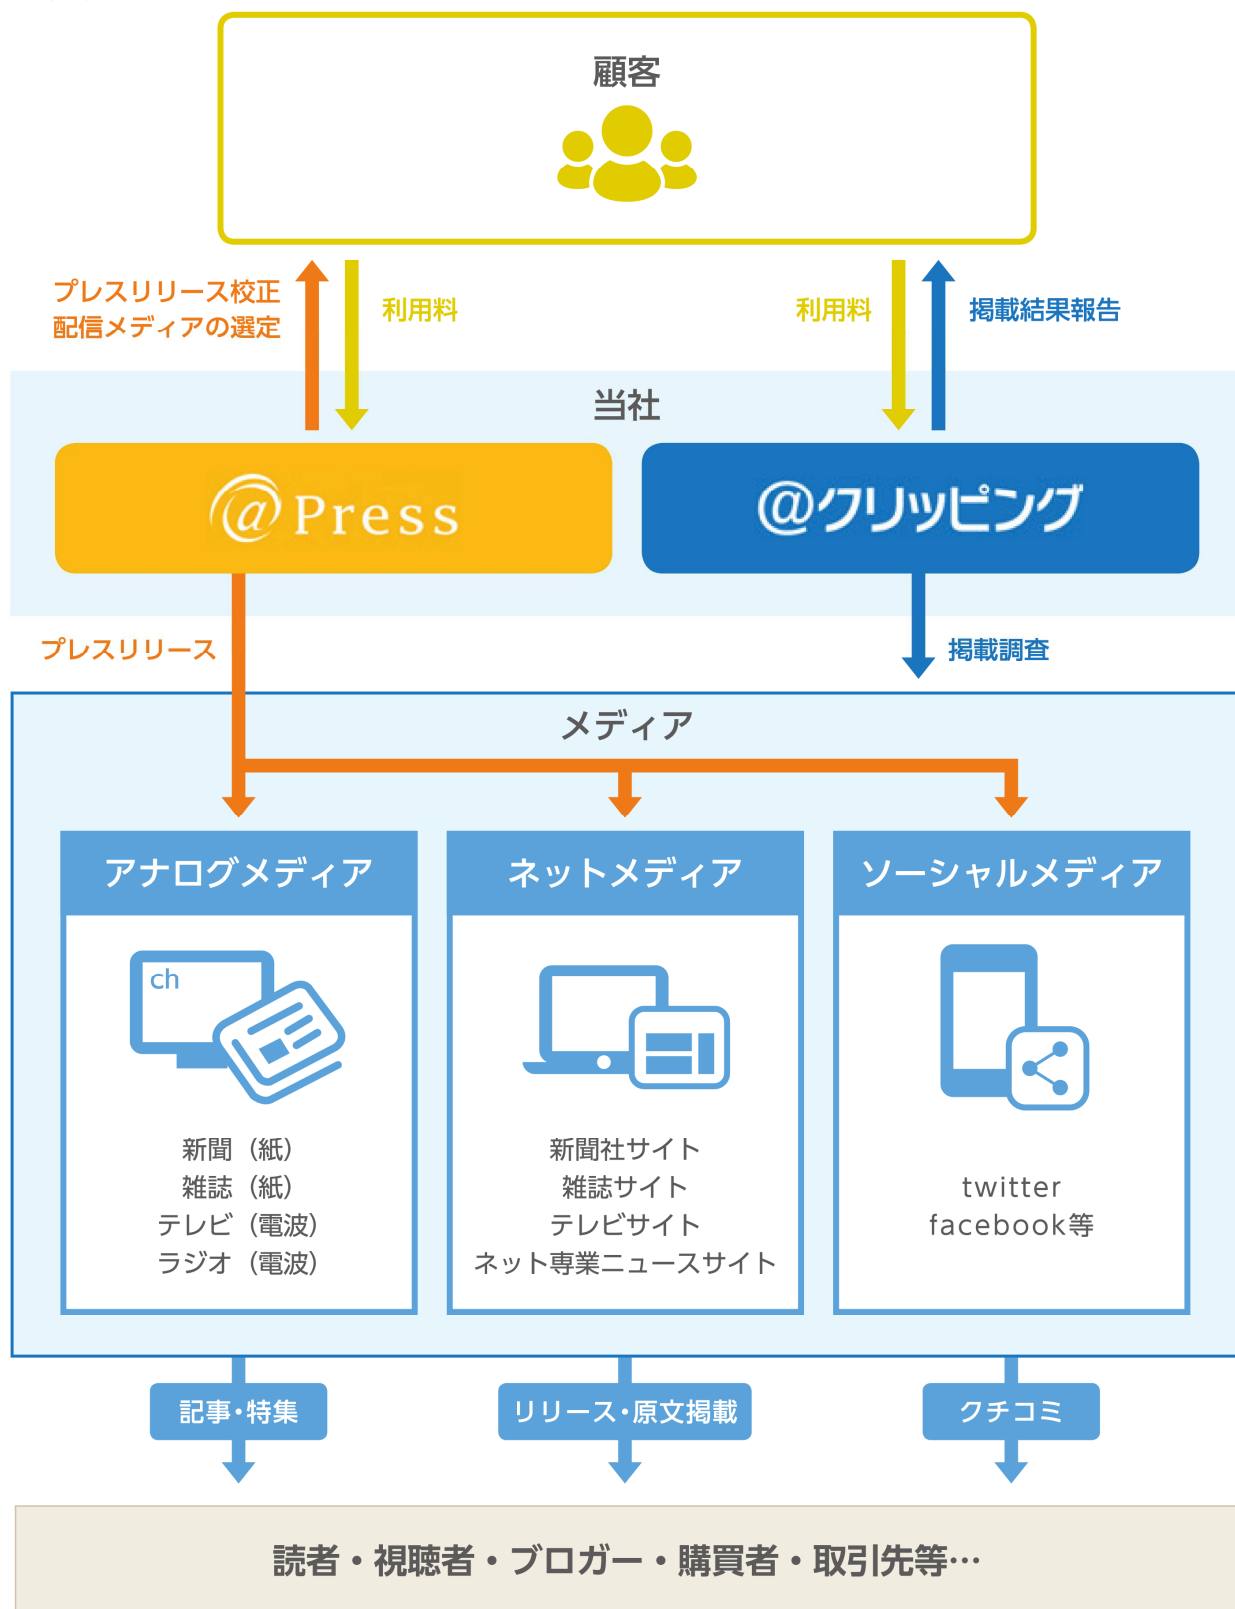 顧客
プレスリリース校正
配信メディアの選定
利用料
利用料
掲載結果報告
当社
@Press
@クリッピング
プレスリリース
掲載調査
メディア
アナログメディア
ch
新聞（紙）
雑誌（紙）
テレビ（電波）
ラジオ（電波）
ネットメディア
新聞社サイト
雑誌サイト
テレビサイト
ネット専業ニュースサイト
ソーシャルメディア
twitter
facebook等
記事・特集
リリース・原文掲載
クチコミ
読者・視聴者・ブロガー・購買者・取引先等…